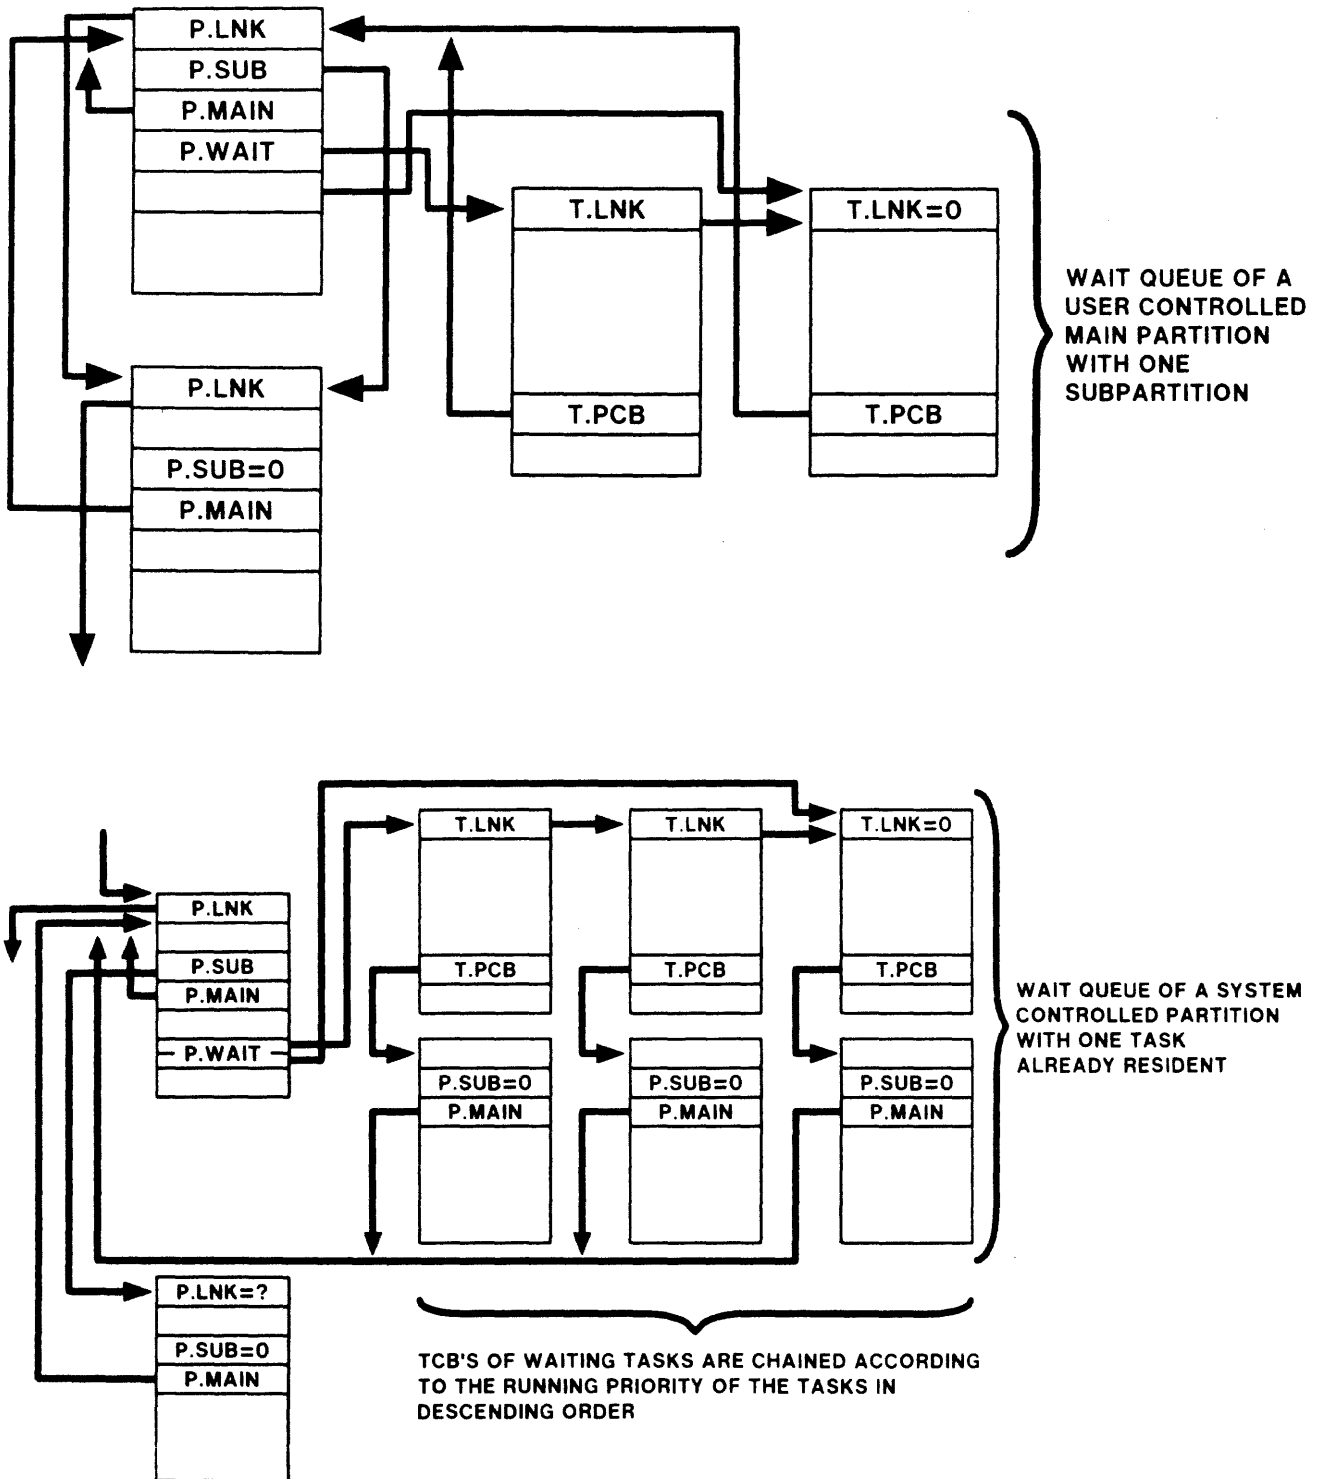 P.LNK
P.SUB
P.MAIN
P.WAIT
T.LNK
T.LNK=0
T.PCB
T.PCB
WAIT QUEUE OF A
USER CONTROLLED
MAIN PARTITION
WITH ONE
SUBPARTITION
P.LNK
P.SUB=0
P.MAIN
T.LNK
T.LNK
T.LNK=0
P.LNK
P.SUB
P.MAIN
P.WAIT
T.PCB
T.PCB
T.PCB
P.SUB=0
P.SUB=0
P.SUB=0
P.MAIN
P.MAIN
P.MAIN
WAIT QUEUE OF A SYSTEM
CONTROLLED PARTITION
WITH ONE TASK
ALREADY RESIDENT
P.LNK=?
P.SUB=0
P.MAIN
TCB'S OF WAITING TASKS ARE CHAINED ACCORDING
TO THE RUNNING PRIORITY OF THE TASKS IN
DESCENDING ORDER